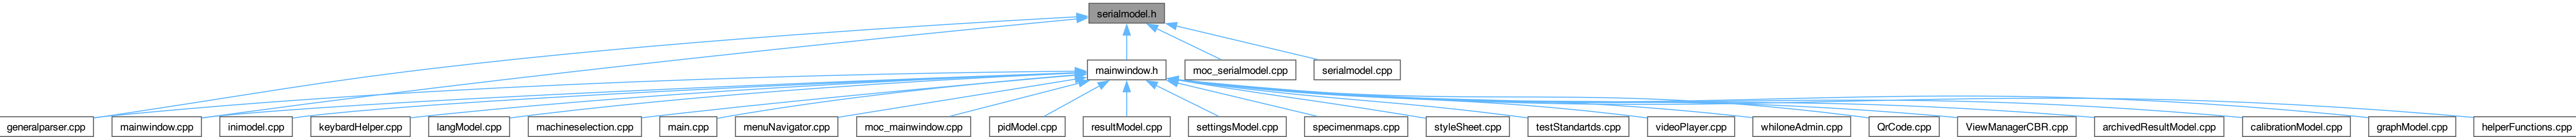 serialmodel.h
mainwindow.h
moc_serialmodel.cpp
serialmodel.cpp
generalparser.cpp
mainwindow.cpp
inimodel.cpp
keybardHelper.cpp
langModel.cpp
machineselection.cpp
main.cpp
menuNavigator.cpp
moc_mainwindow.cpp
pidModel.cpp
resultModel.cpp
settingsModel.cpp
specimenmaps.cpp
styleSheet.cpp
testStandartds.cpp
videoPlayer.cpp
whiloneAdmin.cpp
QrCode.cpp
ViewManagerCBR.cpp
archivedResultModel.cpp
calibrationModel.cpp
graphModel.cpp
helperFunctions.cpp